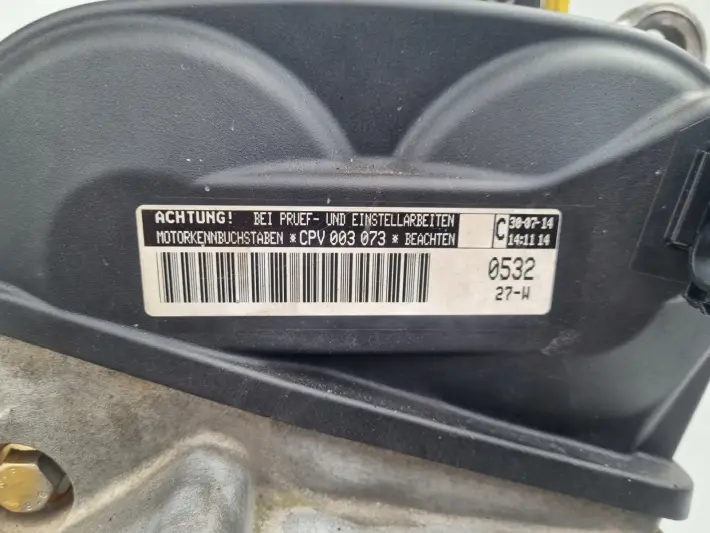 ACHTUNG! BEI PRUEF- UND EINSTELLARBEITEN
MOTORKENNBUCHSTABEN *CPV 003 073* BEACHTEN
C 30-07-14
14:11 14
0532
27-W